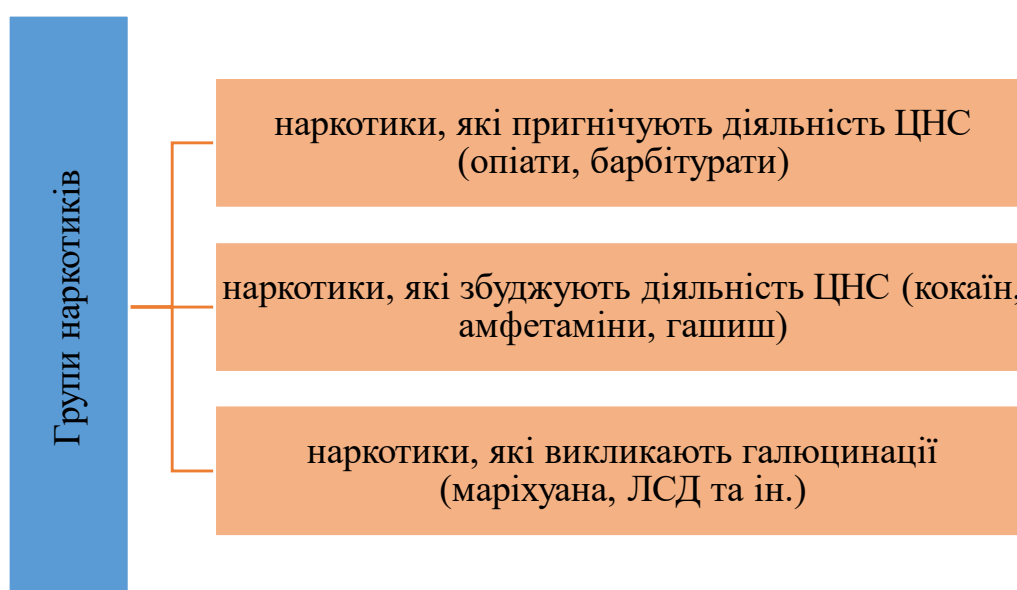 Групи наркотиків
наркотики, які пригнічують діяльність ЦНС
(опіати, барбітурати)
наркотики, які збуджують діяльність ЦНС (кокаїн,
амфетаміни, гашиш)
наркотики, які викликають галюцинації
(маріхуана, ЛСД та ін.)